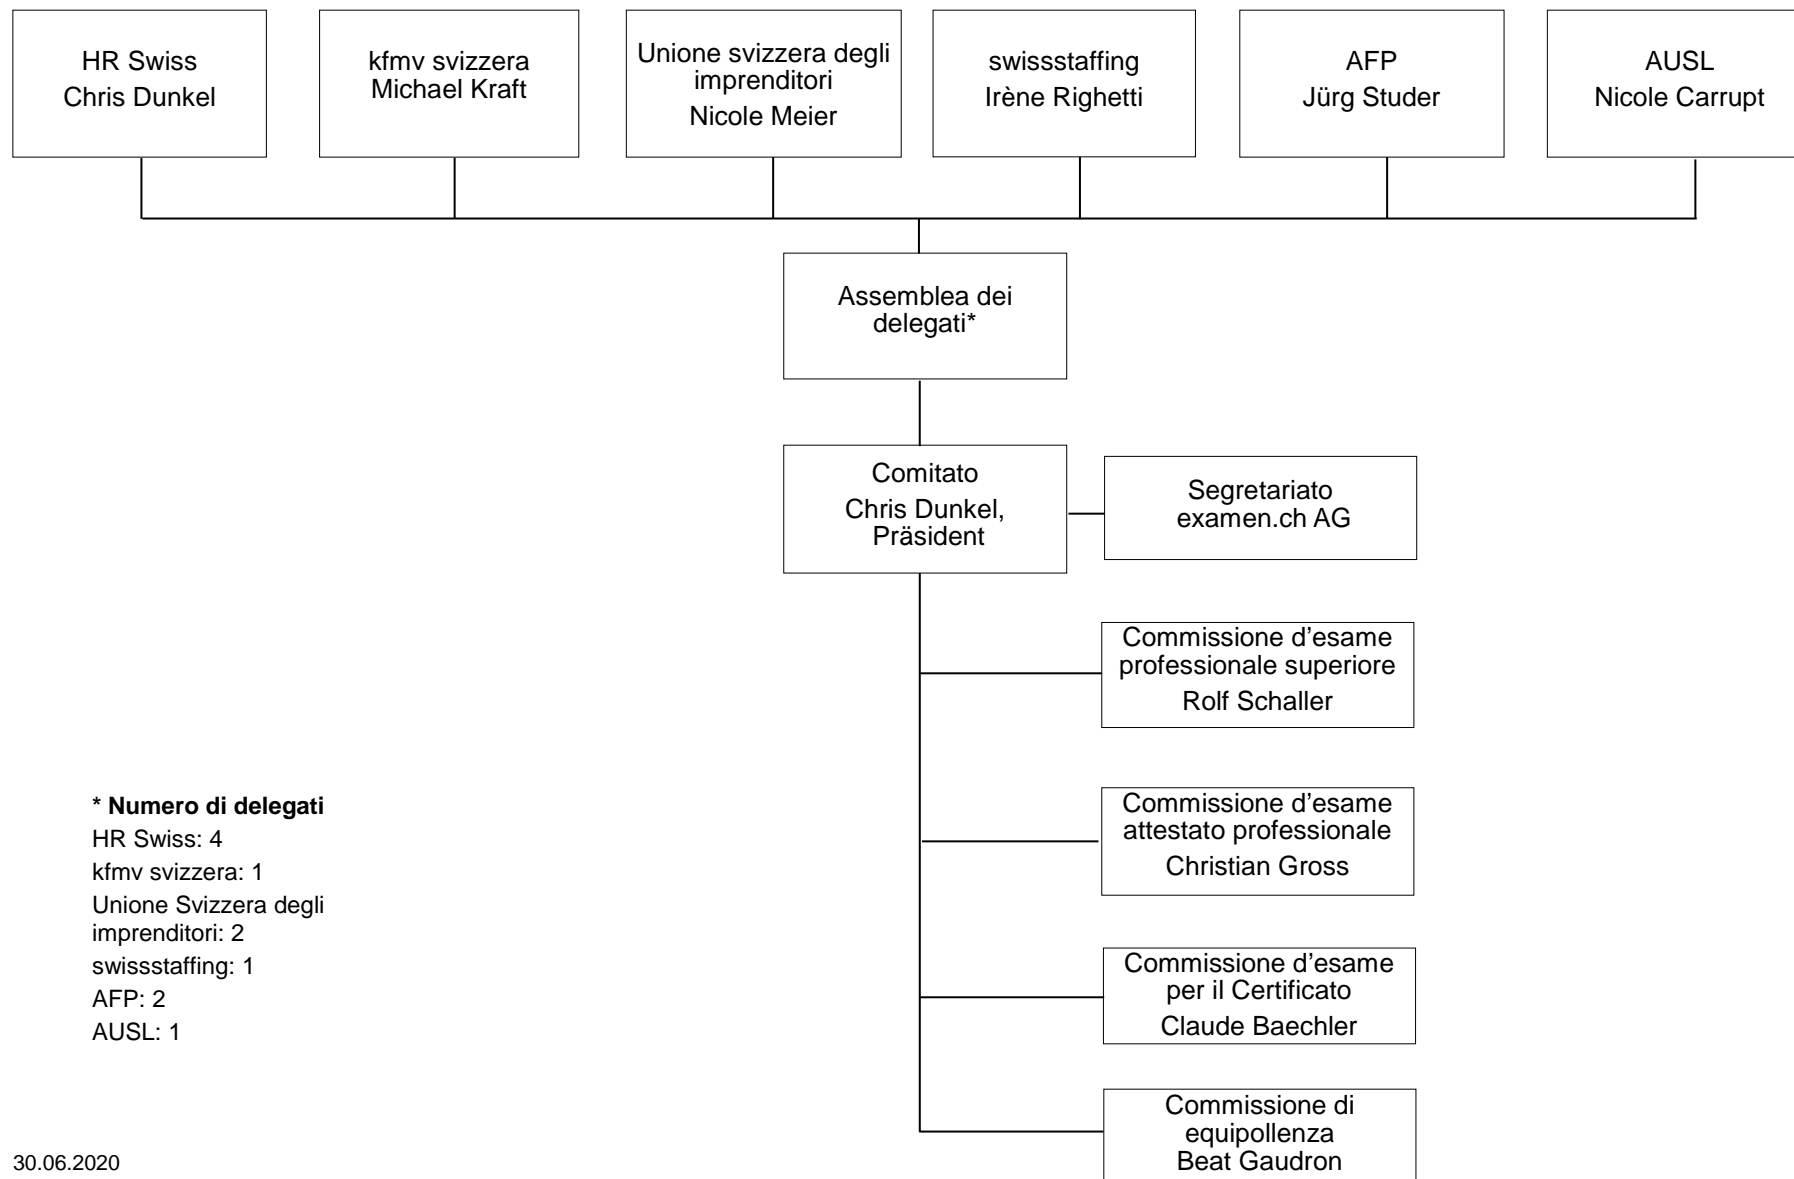 HR Swiss
Chris Dunkel
kfmv svizzera
Michael Kraft
Unione svizzera degli
imprenditori
Nicole Meier
swissstaffing
Irène Righetti
AFP
Jürg Studer
AUSL
Nicole Carrupt
Assemblea dei
delegati*
Comitato
Chris Dunkel,
Präsident
Segretariato
examen.ch AG
Commissione d’esame
professionale superiore
Rolf Schaller
Commissione d’esame
attestato professionale
Christian Gross
Commissione d’esame
per il Certificato
Claude Baechler
Commissione di
equipollenza
Beat Gaudron
* Numero di delegati
HR Swiss: 4
kfmv svizzera: 1
Unione Svizzera degli
imprenditori: 2
swissstaffing: 1
AFP: 2
AUSL: 1
30.06.2020